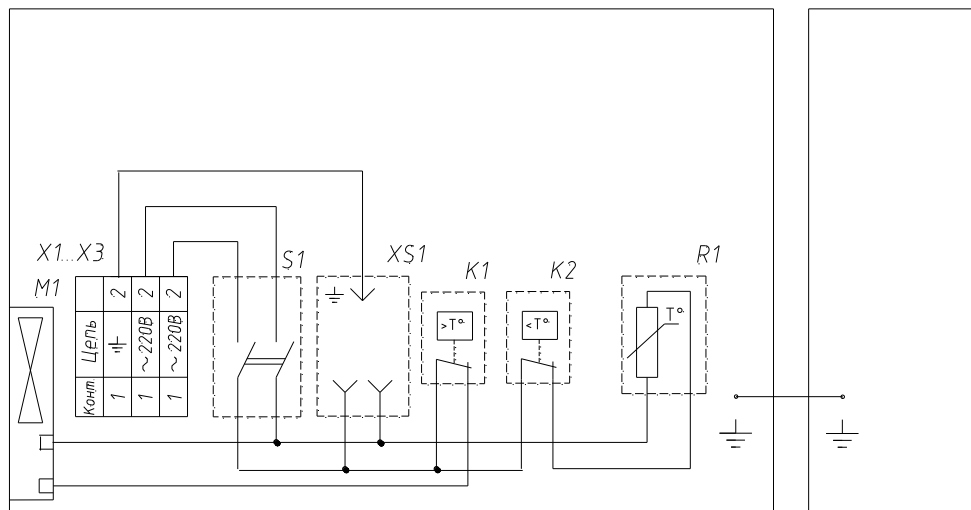 X1...X3
S1
XS1
K1
K2
R1
M1
Конт.
Цепь
1
2
1
~220В
2
1
~220В
2
>T°
<T°
T°